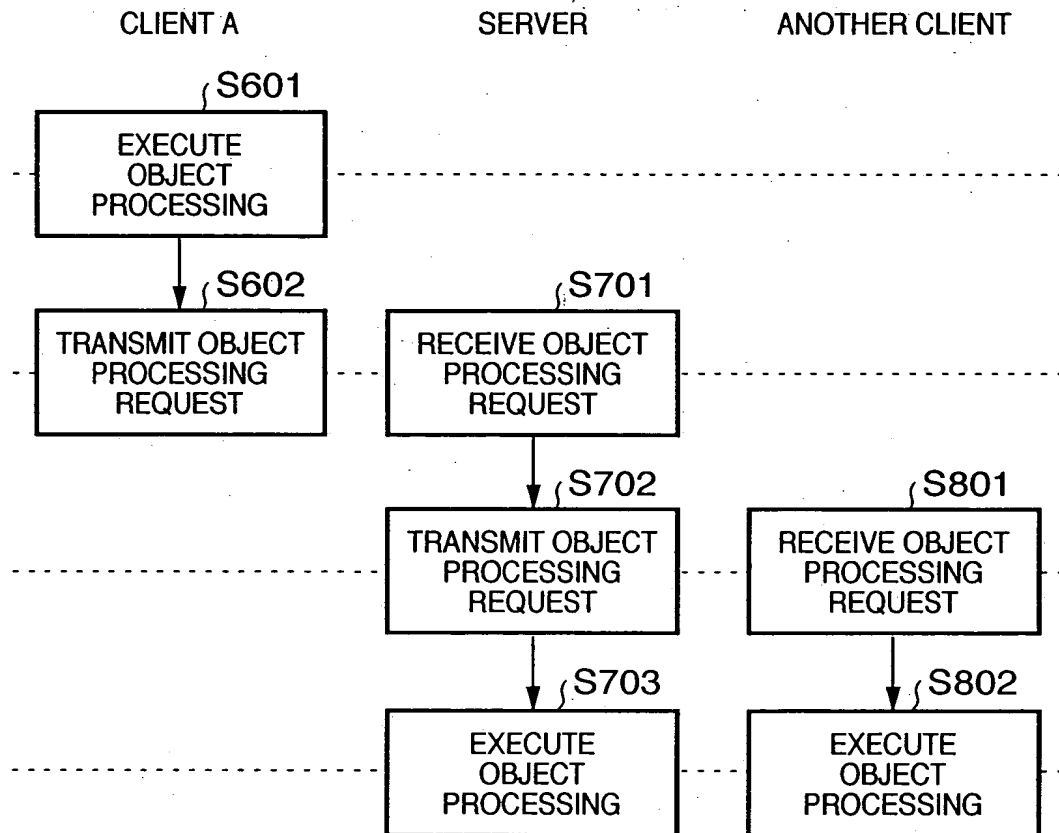 CLIENT A
SERVER
ANOTHER CLIENT
S601
EXECUTE
OBJECT
PROCESSING
S602
TRANSMIT OBJECT
PROCESSING
REQUEST
S701
RECEIVE OBJECT
PROCESSING
REQUEST
S702
TRANSMIT OBJECT
PROCESSING
REQUEST
S801
RECEIVE OBJECT
PROCESSING
REQUEST
S703
EXECUTE
OBJECT
PROCESSING
S802
EXECUTE
OBJECT
PROCESSING